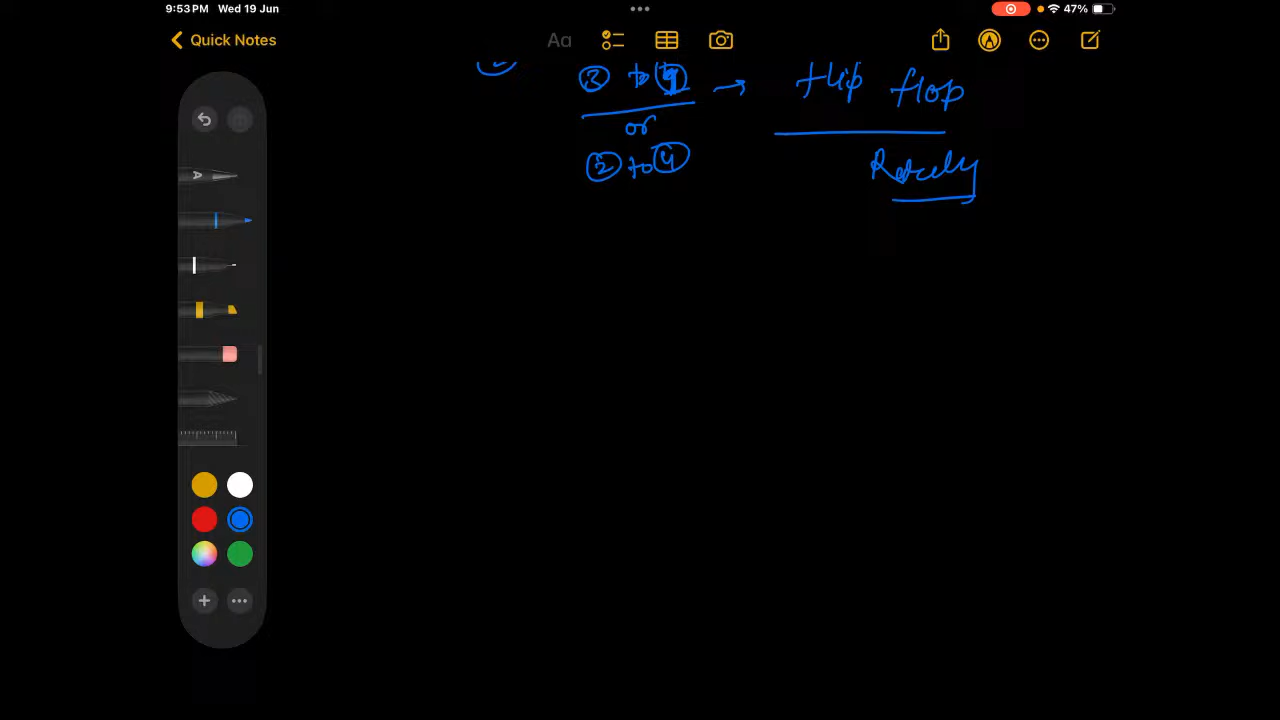 9:53 PM Wed 19 Jun
47%
Quick Notes
Aa
③ to ④ → flip flop
or
② to ④
Rarely
A